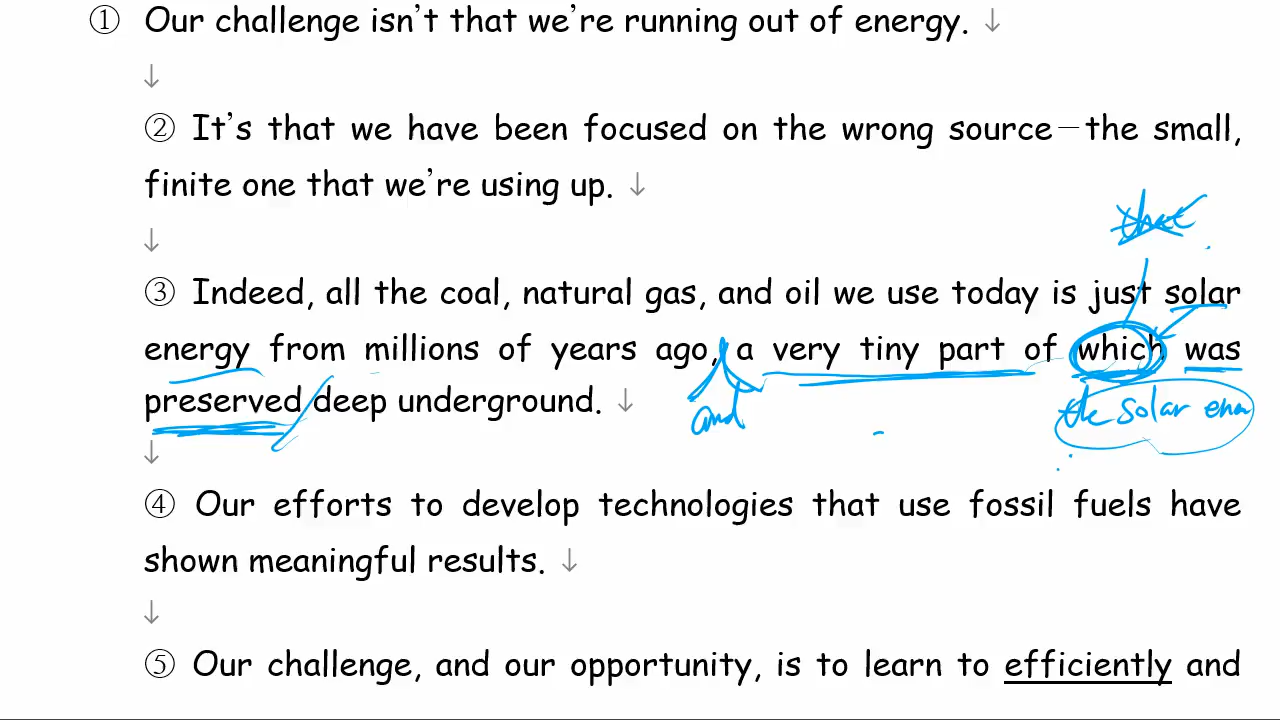 ① Our challenge isn't that we're running out of energy. ↓
↓
② It's that we have been focused on the wrong source—the small,
finite one that we're using up. ↓
that
↓
③ Indeed, all the coal, natural gas, and oil we use today is just solar
energy from millions of years ago, a very tiny part of which was
preserved deep underground. ↓
and
the solar ener
↓
④ Our efforts to develop technologies that use fossil fuels have
shown meaningful results. ↓
↓
⑤ Our challenge, and our opportunity, is to learn to efficiently and